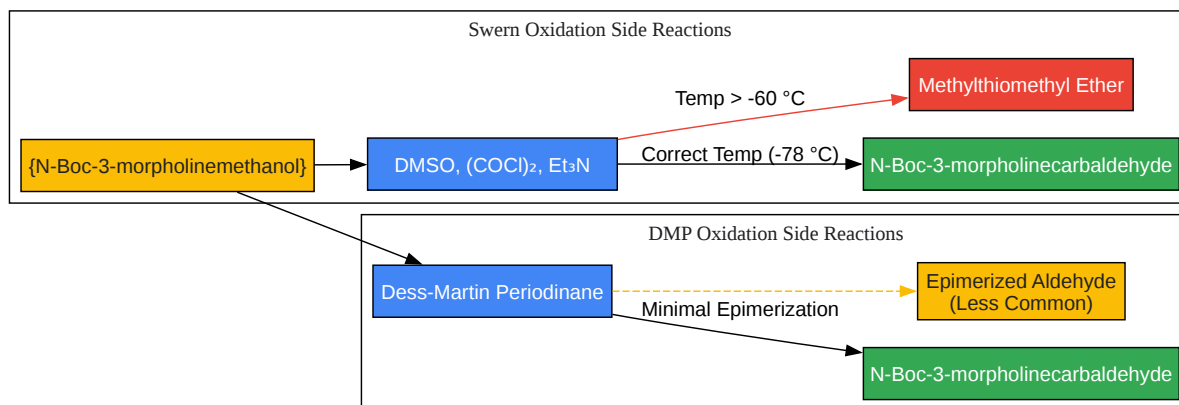 Swern Oxidation Side Reactions
Methylthiomethyl Ether
Temp > -60 °C
{N-Boc-3-morpholinemethanol}
DMSO, (COCl)₂, Et₃N
Correct Temp (-78 °C)
N-Boc-3-morpholinecarbaldehyde
DMP Oxidation Side Reactions
Dess-Martin Periodinane
Epimerized Aldehyde
(Less Common)
Minimal Epimerization
N-Boc-3-morpholinecarbaldehyde